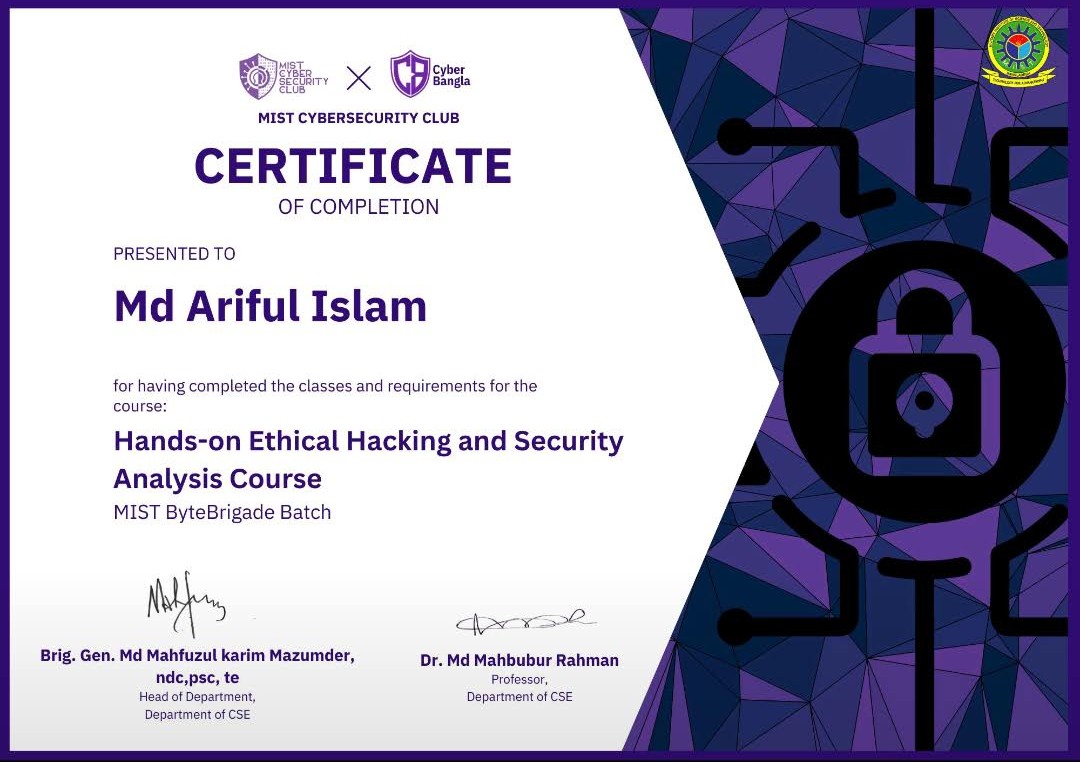 MIST
CYBER
SECURITY
CLUB
Cyber
Bangla
MIST CYBERSECURITY CLUB
CERTIFICATE
OF COMPLETION
PRESENTED TO
Md Ariful Islam
for having completed the classes and requirements for the
course:
Hands-on Ethical Hacking and Security
Analysis Course
MIST ByteBrigade Batch
Brig. Gen. Md Mahfuzul karim Mazumder,
ndc,psc, te
Head of Department,
Department of CSE
Dr. Md Mahbubur Rahman
Professor,
Department of CSE